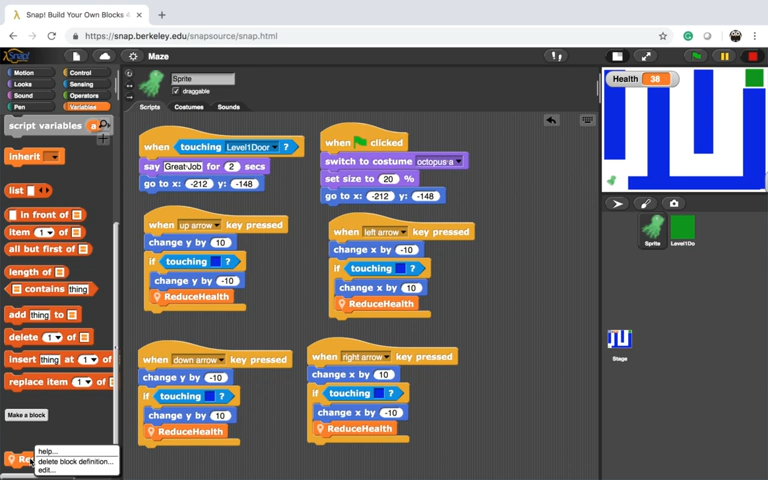 Snap! Build Your Own Blocks 4
https://snap.berkeley.edu/snapsource/snap.html
Snap! Maze
Motion Control
Looks Sensing
Sound Operators
Pen Variables
Sprite
draggable
Scripts Costumes Sounds
script variables a
inherit
list
in front of
item 1 of
all but first of
length of
contains thing
add thing to
delete 1 of
insert thing at 1 of
replace item 1 of
Make a block
help...
delete block definition...
edit...
when touching Level1Door ?
say Great·Job for 2 secs
go to x: -212 y: -148
when clicked
switch to costume octopus a
set size to 20 %
go to x: -212 y: -148
when up arrow key pressed
change y by 10
if touching ?
change y by -10
ReduceHealth
when left arrow key pressed
change x by -10
if touching ?
change x by 10
ReduceHealth
when down arrow key pressed
change y by -10
if touching ?
change y by 10
ReduceHealth
when right arrow key pressed
change x by 10
if touching ?
change x by -10
ReduceHealth
Health 38
Sprite
Level1Do
Stage